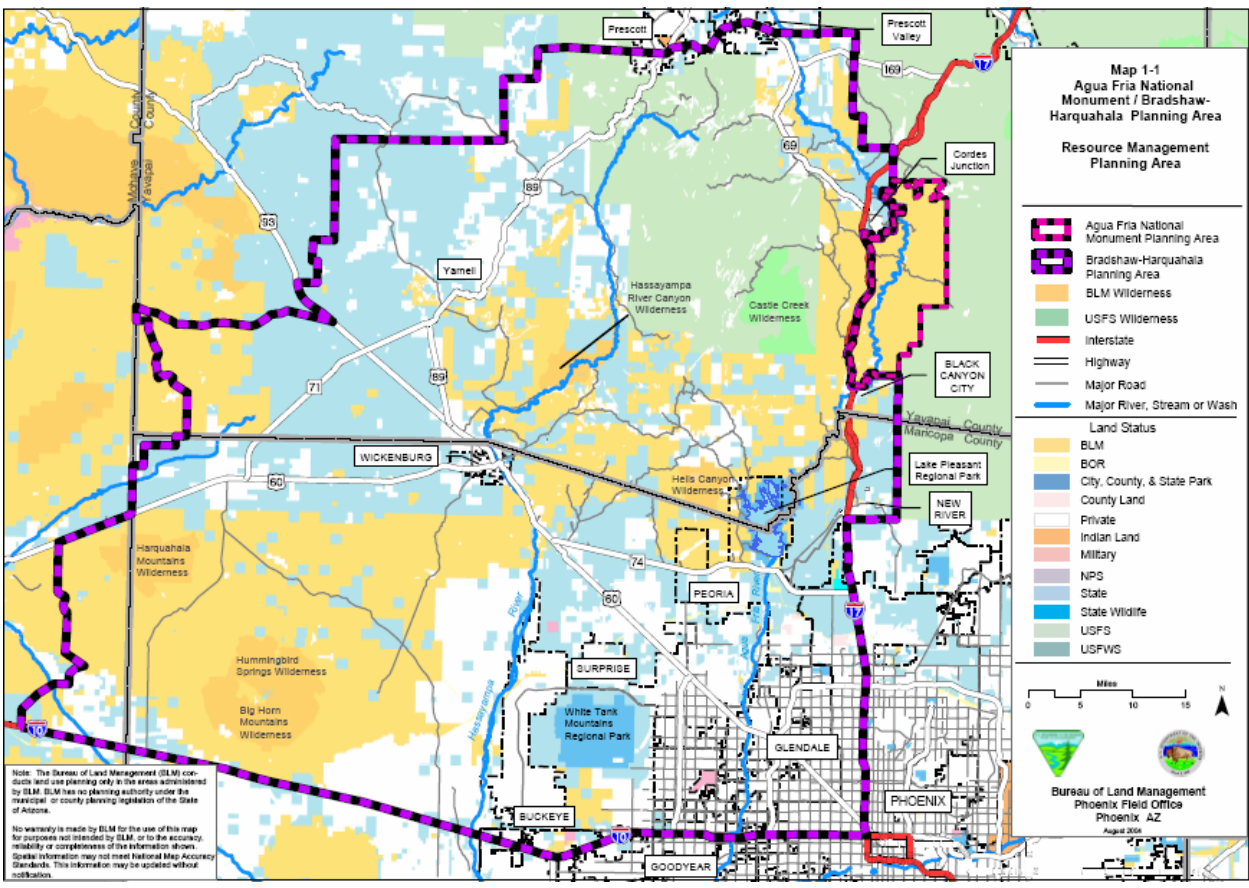 Prescott
Prescott
Valley
169
17
69
Cordes
Junction
Mohave County
Yavapai County
93
89
Yarnell
Hassayampa
River Canyon
Wilderness
Castle Creek
Wilderness
71
89
BLACK
CANYON
CITY
Yavapai County
Maricopa County
WICKENBURG
60
Hells Canyon
Wilderness
Lake Pleasant
Regional Park
NEW
RIVER
Harquahala
Mountains
Wilderness
74
PEORIA
60
17
Hassayampa River
Agua Fria River
SURPRISE
Hummingbird
Springs Wilderness
Big Horn
Mountains
Wilderness
White Tank
Mountains
Regional Park
10
GLENDALE
PHOENIX
BUCKEYE
10
GOODYEAR
Note: The Bureau of Land Management (BLM) con-
ducts land use planning only in the areas administered
by BLM. BLM has no planning authority under the
municipal or county planning legislation of the State
of Arizona.
No warranty is made by BLM for the use of this map
for purposes not intended by BLM, or to the accuracy,
reliability or completeness of the information shown.
Spatial information may not meet National Map Accuracy
Standards. This information may be updated without
notification.
Map 1-1
Agua Fria National
Monument / Bradshaw-
Harquahala Planning Area
Resource Management
Planning Area
Agua Fria National
Monument Planning Area
Bradshaw-Harquahala
Planning Area
BLM Wilderness
USFS Wilderness
Interstate
Highway
Major Road
Major River, Stream or Wash
Land Status
BLM
BOR
City, County, & State Park
County Land
Private
Indian Land
Military
NPS
State
State Wildlife
USFS
USFWS
Miles
0 5 10 15
N
Bureau of Land Management
Phoenix Field Office
Phoenix AZ
August 2004